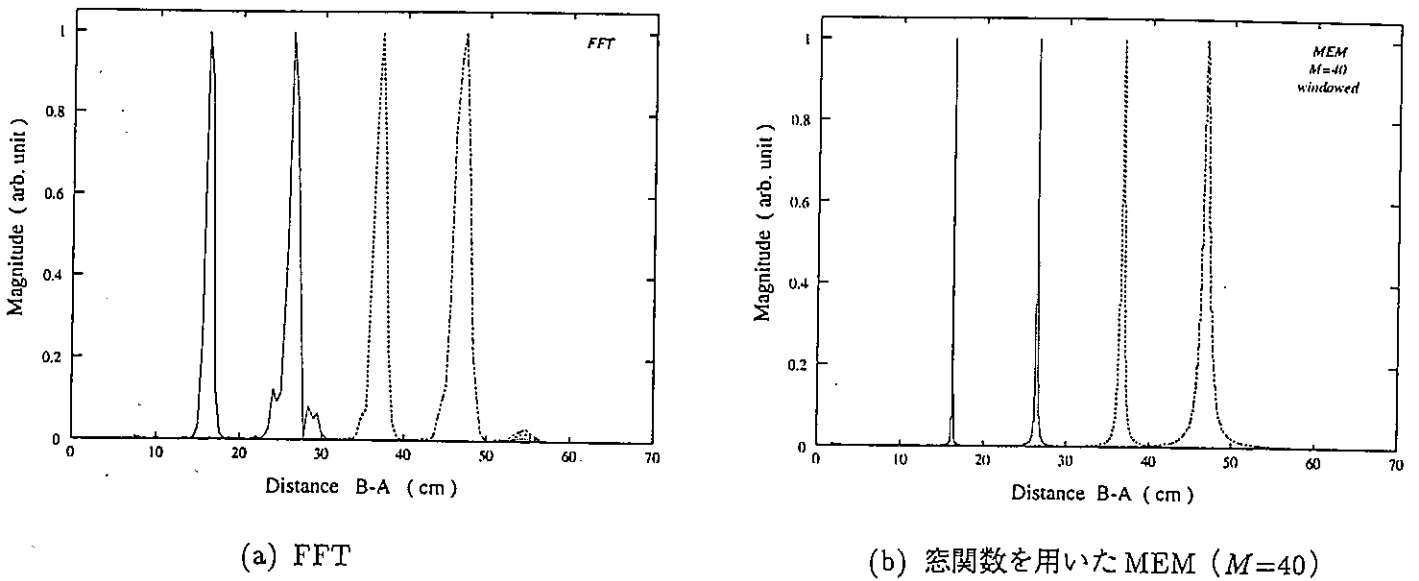 FFT
1
0.8
0.6
0.4
0.2
0
0 10 20 30 40 50 60 70
Magnitude ( arb. unit )
Distance B-A ( cm )
(a) FFT
MEM
M=40
windowed
1
0.8
0.6
0.4
0.2
0
0 10 20 30 40 50 60 70
Magnitude ( arb. unit )
Distance B-A ( cm )
(b) 窓関数を用いた MEM (M=40)